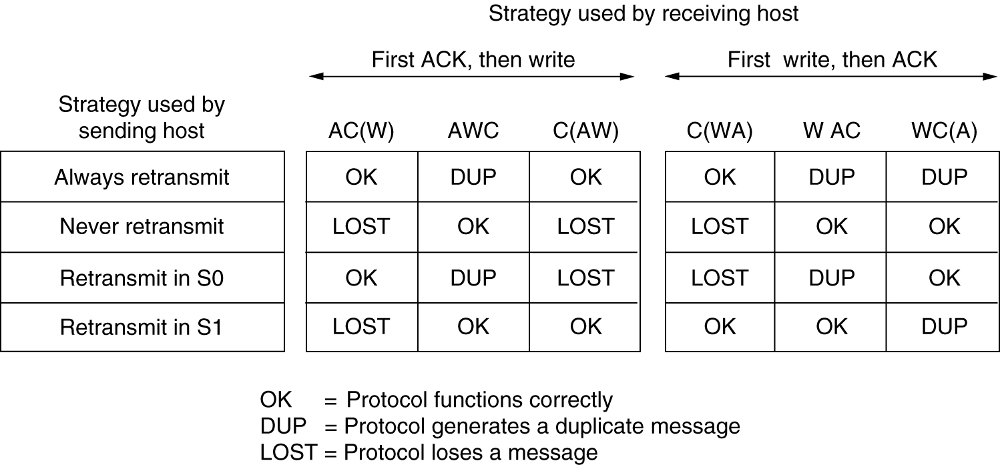 Strategy used by receiving host
First ACK, then write First write, then ACK
Strategy used by
sending host
AC(W) AWC C(AW) C(WA) W AC WC(A)
Always retransmit OK DUP OK OK DUP DUP
Never retransmit LOST OK LOST LOST OK OK
Retransmit in S0 OK DUP LOST LOST DUP OK
Retransmit in S1 LOST OK OK OK OK DUP
OK = Protocol functions correctly
DUP = Protocol generates a duplicate message
LOST = Protocol loses a message